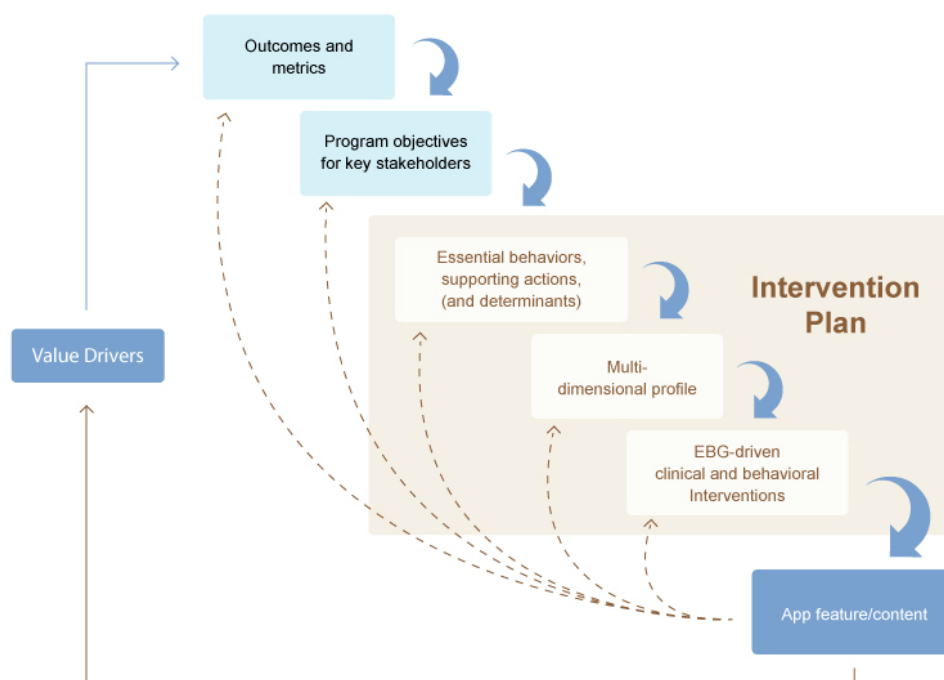 Outcomes and
metrics
Program objectives
for key stakeholders
Essential behaviors,
supporting actions,
(and determinants)
Intervention
Plan
Value Drivers
Multi-
dimensional profile
EBG-driven
clinical and behavioral
Interventions
App feature/content